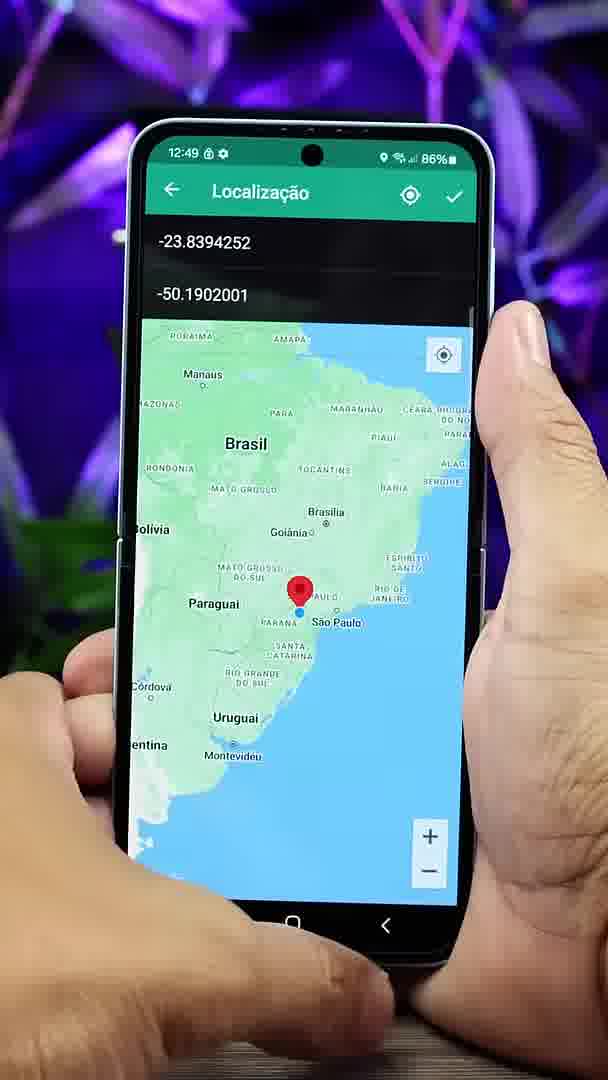 12:49
86%
Localização
-23.8394252
-50.1902001
RORAIMA
AMAPÁ
Manaus
AMAZONAS
PARÁ
MARANHÃO
CEARÁ
PIAUÍ
Brasil
ALAG
RONDÔNIA
TOCANTINS
SERGIPE
MATO GROSSO
BAHIA
Brasília
Goiânia
olívia
ESPÍRITO
SANTO
MATO GROSSO
DO SUL
RIO DE
JANEIRO
PAULO
Paraguai
PARANÁ
São Paulo
SANTA
CATARINA
RIO GRANDE
DO SUL
Córdova
Uruguai
entina
Montevidéu